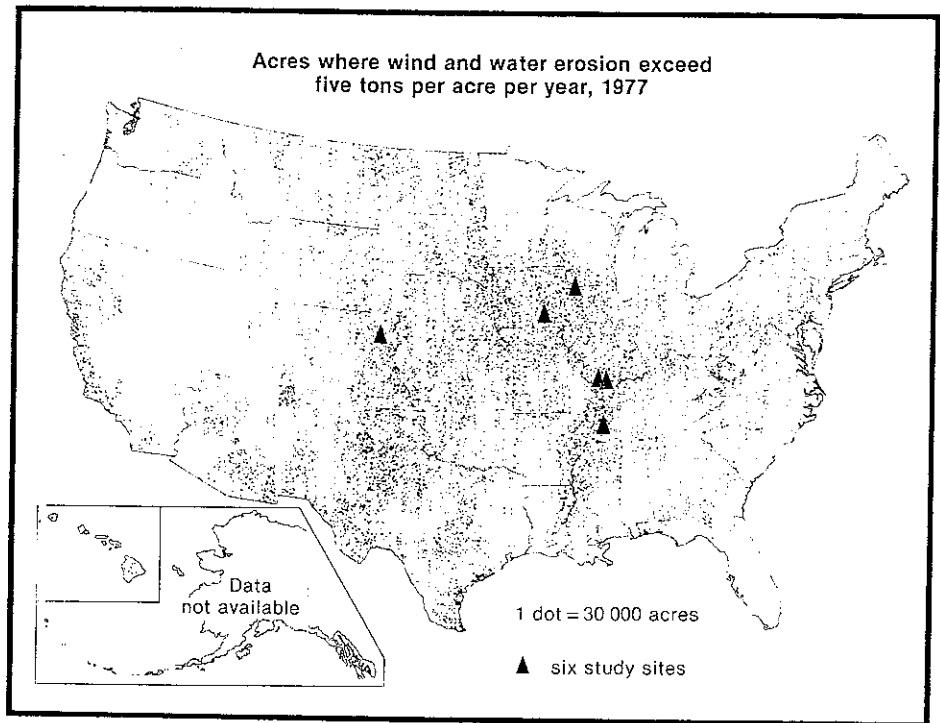 Acres where wind and water erosion exceed
five tons per acre per year, 1977
Data
not available
1 dot = 30 000 acres
▲ six study sites